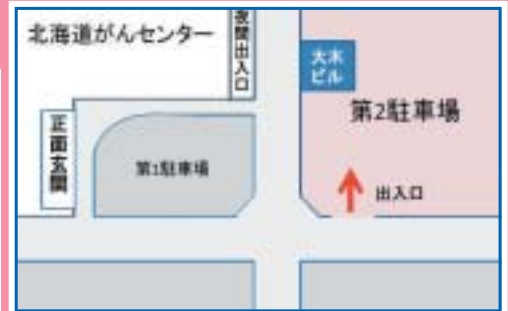 北海道がんセンター
夜間出入口
大木
ビル
第2駐車場
正面玄関
第1駐車場
出入口